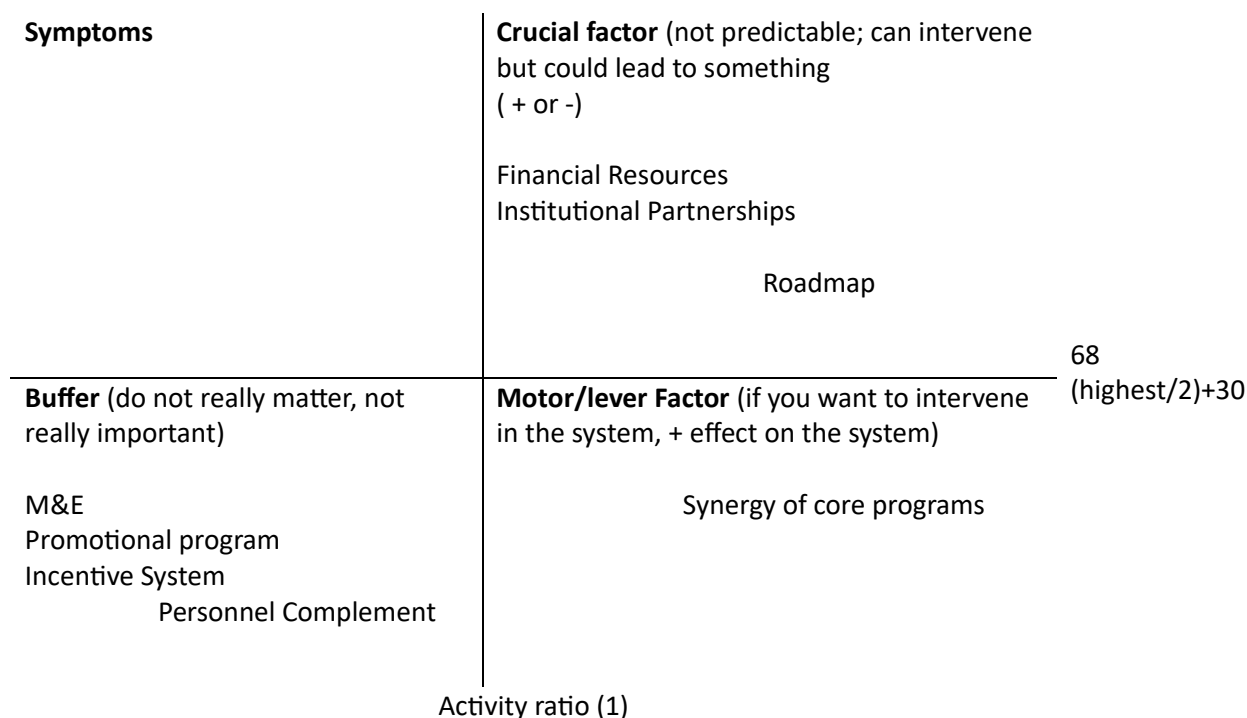 Symptoms
Crucial factor (not predictable; can intervene
but could lead to something
( + or -)
Financial Resources
Institutional Partnerships
Roadmap
68
(highest/2)+30
Buffer (do not really matter, not
really important)
M&E
Promotional program
Incentive System
Personnel Complement
Motor/lever Factor (if you want to intervene
in the system, + effect on the system)
Synergy of core programs
Activity ratio (1)